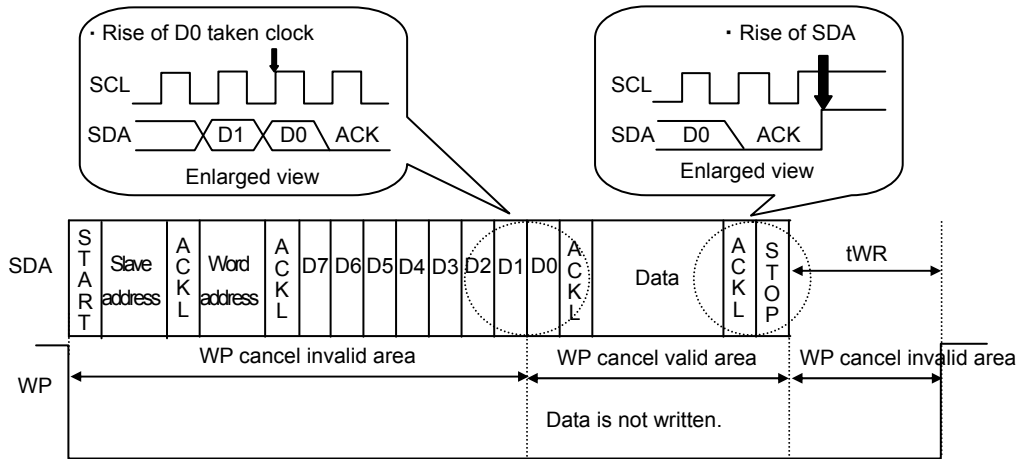 ・Rise of D0 taken clock
SCL
SDA D1 D0 ACK
Enlarged view
・Rise of SDA
SCL
SDA D0 ACK
Enlarged view
SDA START Slave address ACKL Word address ACKL D7 D6 D5 D4 D3 D2 D1 D0 ACKL Data ACKL STOP tWR
WP cancel invalid area WP cancel valid area WP cancel invalid area
WP
Data is not written.